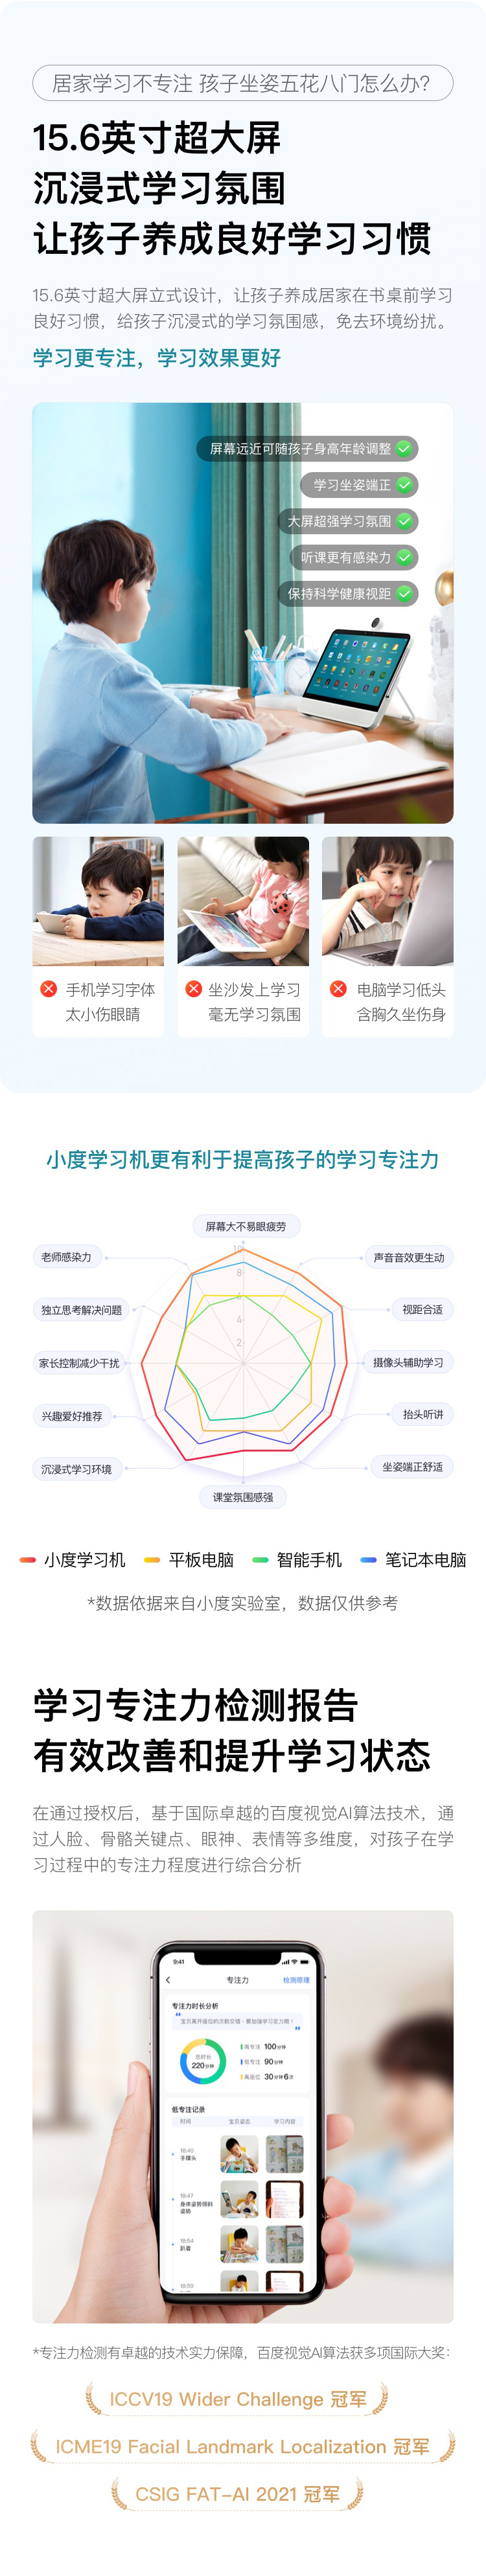 居家学习不专注 孩子坐姿五花八门怎么办?
15.6英寸超大屏
沉浸式学习氛围
让孩子养成良好学习习惯
15.6英寸超大屏立式设计，让孩子养成居家在书桌前学习
良好习惯，给孩子沉浸式的学习氛围感，免去环境纷扰。
学习更专注，学习效果更好
屏幕远近可随孩子身高年龄调整
学习坐姿端正
大屏超强学习氛围
听课更有感染力
保持科学健康视距
手机学习字体
太小伤眼睛
坐沙发上学习
毫无学习氛围
电脑学习低头
含胸久坐伤身
小度学习机更有利于提高孩子的学习专注力
屏幕大不易眼疲劳
老师感染力
声音音效更生动
独立思考解决问题
视距合适
家长控制减少干扰
摄像头辅助学习
兴趣爱好推荐
抬头听讲
沉浸式学习环境
坐姿端正舒适
课堂氛围感强
10
8
6
4
2
小度学习机 平板电脑 智能手机 笔记本电脑
*数据依据来自小度实验室，数据仅供参考
学习专注力检测报告
有效改善和提升学习状态
在通过授权后，基于国际卓越的百度视觉AI算法技术，通
过人脸、骨骼关键点、眼神、表情等多维度，对孩子在学
习过程中的专注力程度进行综合分析
9:41
专注力 检测原理
专注力时长分析
宝贝离开座位的次数较错，要加强学习定力哦！
总时长
220分钟
高专注 100分钟
低专注 90分钟
离座位 30分钟6次
低专注记录
时间 宝贝姿态 学习内容
18:40
手撑头
18:47
身体姿势倾斜
姿势
18:54
趴着
18:59
*专注力检测有卓越的技术实力保障，百度视觉AI算法获多项国际大奖：
ICCV19 Wider Challenge 冠军
ICME19 Facial Landmark Localization 冠军
CSIG FAT-AI 2021 冠军